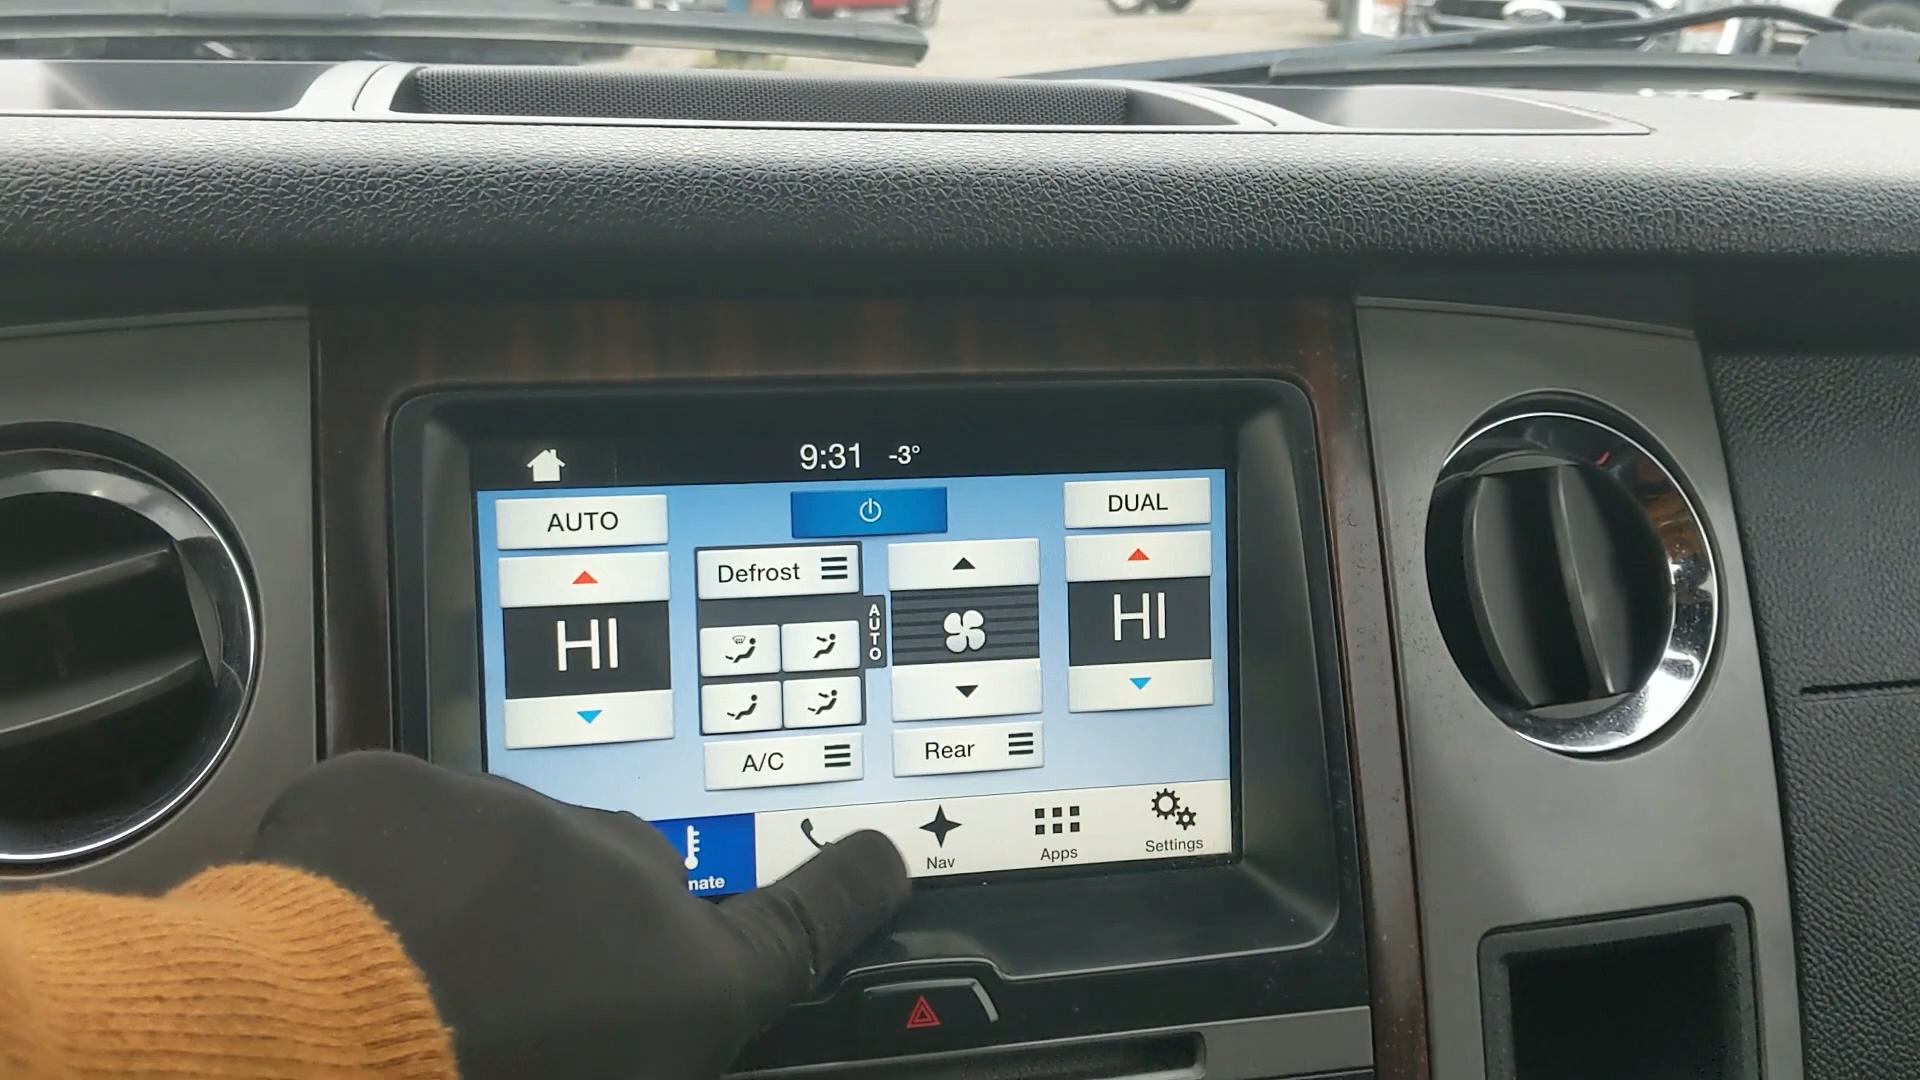 9:31 -3°
AUTO
DUAL
Defrost
HI
AUTO
HI
A/C
Rear
mate
Nav
Apps
Settings